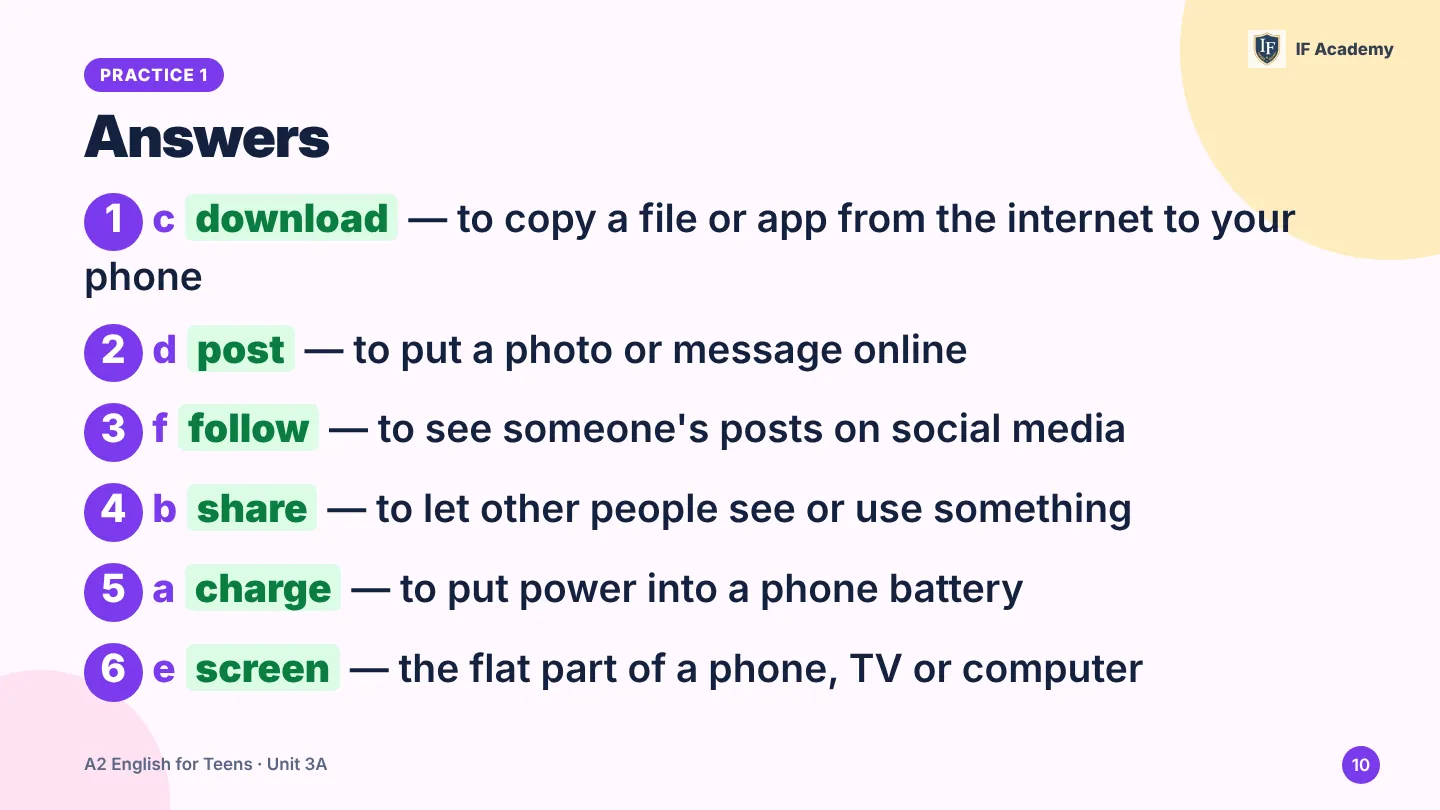 IF IF Academy
PRACTICE 1
Answers
1 c download — to copy a file or app from the internet to your
phone
2 d post — to put a photo or message online
3 f follow — to see someone's posts on social media
4 b share — to let other people see or use something
5 a charge — to put power into a phone battery
6 e screen — the flat part of a phone, TV or computer
A2 English for Teens · Unit 3A
10